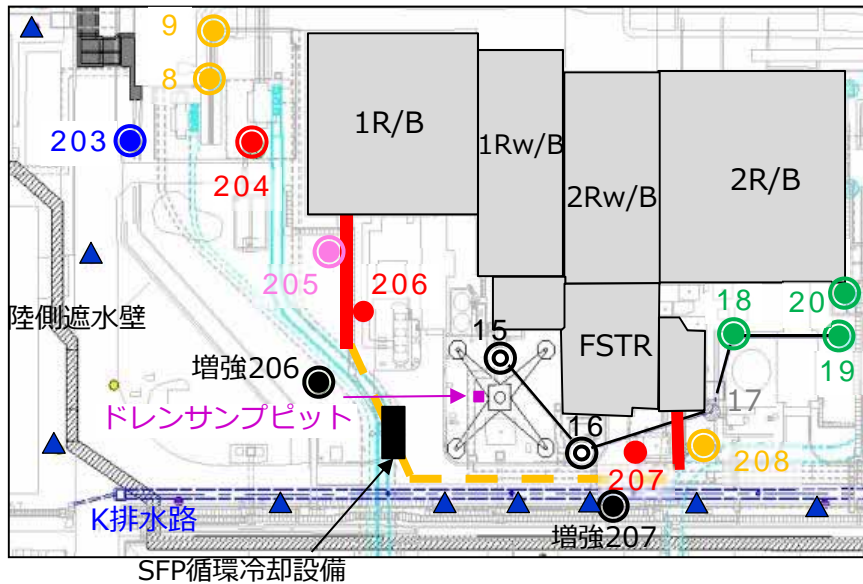 9
8
203
204
1R/B
1Rw/B
2Rw/B
2R/B
205
206
陸側遮水壁
増強206
ドレンサンプピット
15
16
FSTR
18
20
19
17
207
208
K排水路
増強207
SFP循環冷却設備